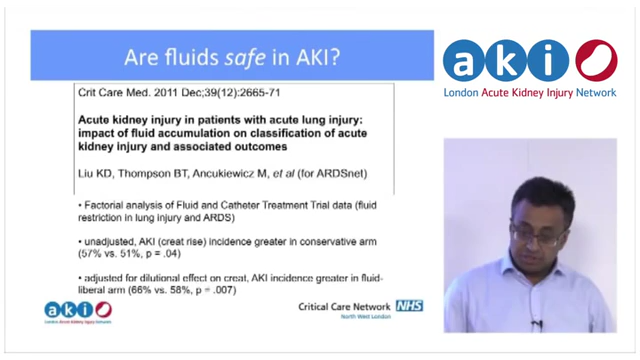 Are fluids safe in AKI?
Crit Care Med. 2011 Dec;39(12):2665-71
Acute kidney injury in patients with acute lung injury:
impact of fluid accumulation on classification of acute
kidney injury and associated outcomes
Liu KD, Thompson BT, Ancukiewicz M, et al (for ARDSnet)
• Factorial analysis of Fluid and Catheter Treatment Trial data (fluid
restriction in lung injury and ARDS)
• unadjusted, AKI (creat rise) incidence greater in conservative arm
(57% vs. 51%, p = .04)
• adjusted for dilutional effect on creat, AKI incidence greater in fluid-
liberal arm (66% vs. 58%, p = .007)
aki
London Acute Kidney Injury Network
Critical Care Network NHS
North West London
aki
London Acute Kidney Injury Network